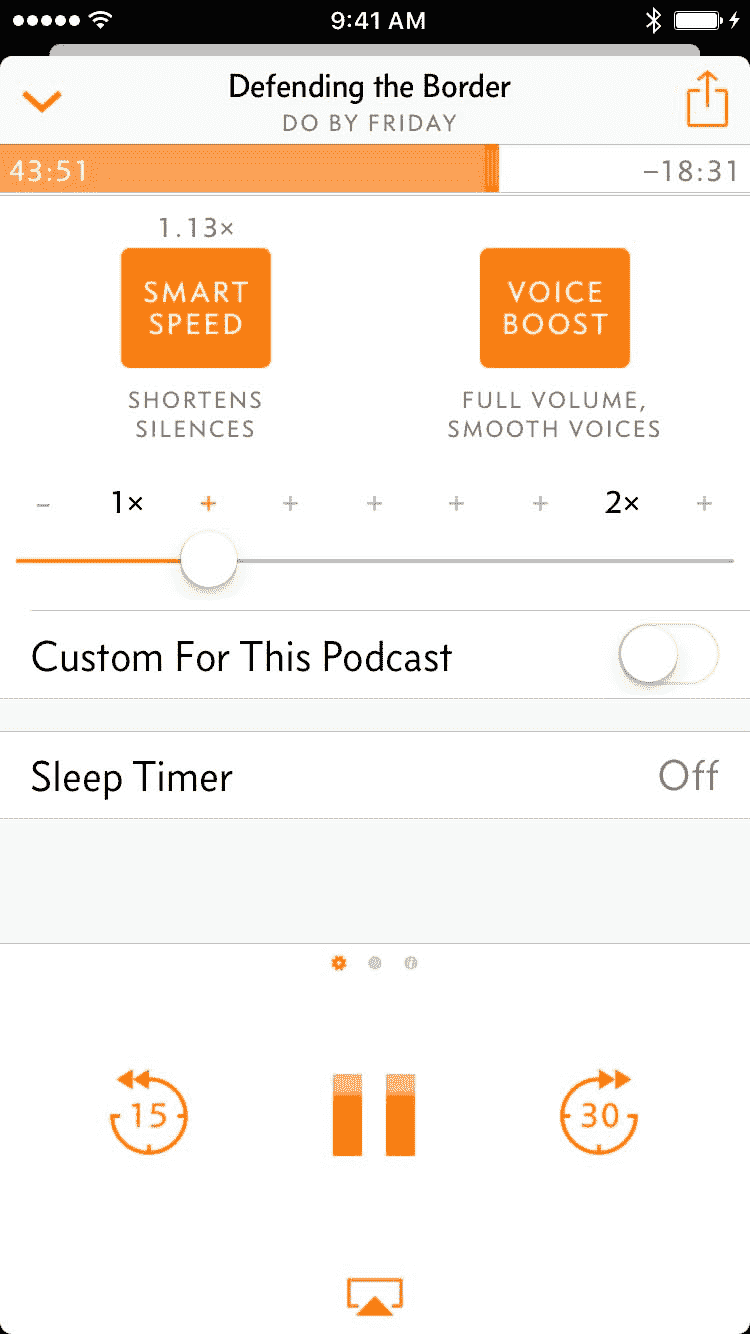 9:41 AM
Defending the Border
DO BY FRIDAY
43:51 −18:31
1.13×
SMART
SPEED
VOICE
BOOST
SHORTENS
SILENCES
FULL VOLUME,
SMOOTH VOICES
− 1× + + + + + 2× +
Custom For This Podcast
Sleep Timer Off
15 30